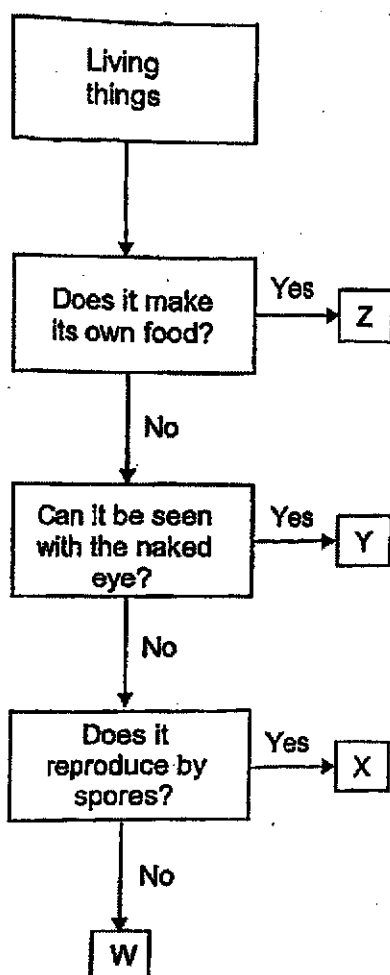 Living
things
Does it make
its own food?
Yes
Z
No
Can it be seen
with the naked
eye?
Yes
Y
No
Does it
reproduce by
spores?
Yes
X
No
W